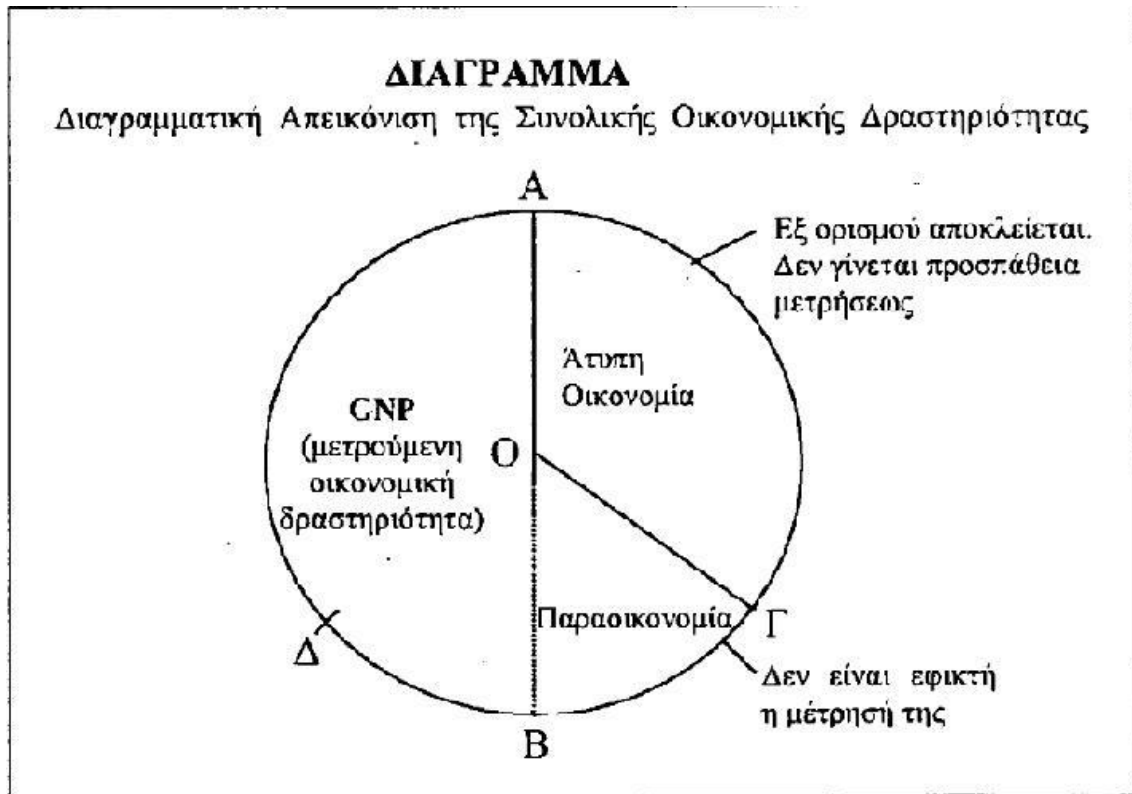 ΔΙΑΓΡΑΜΜΑ
Διαγραμματική Απεικόνιση της Συνολικής Οικονομικής Δραστηριότητας
Α
Εξ ορισμού αποκλείεται.
Δεν γίνεται προσπάθεια
μετρήσεως
Άτυπη
Οικονομία
GNP
(μετρούμενη
οικονομική
δραστηριότητα)
Ο
Παραοικονομία
Γ
Δ
Δεν είναι εφικτή
η μέτρησή της
Β